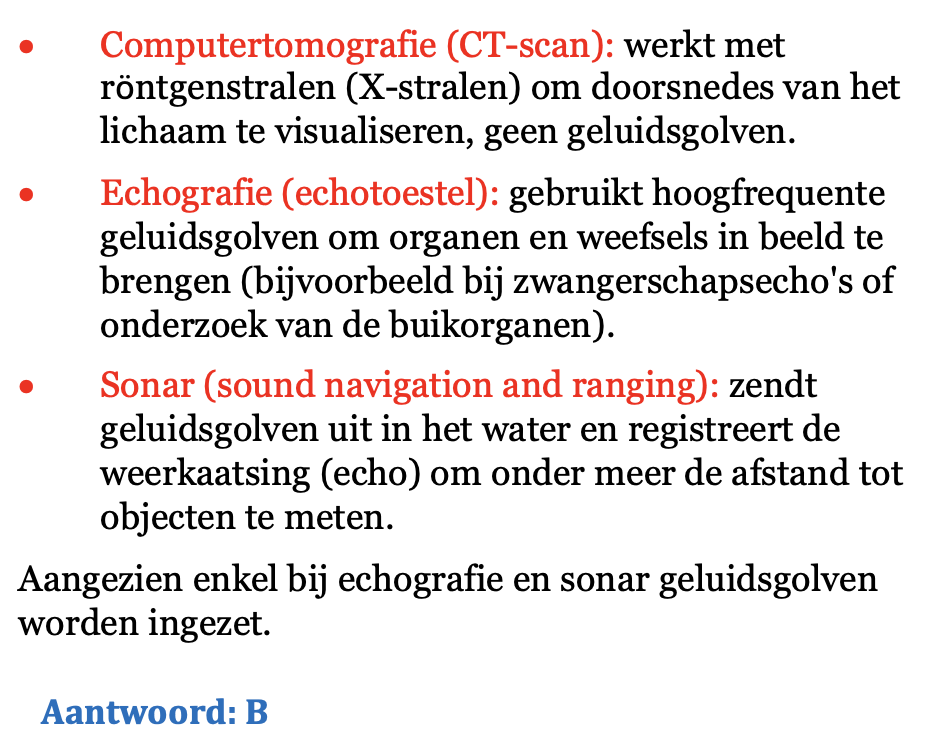 • Computertomografie (CT-scan): werkt met
röntgenstralen (X-stralen) om doorsnedes van het
lichaam te visualiseren, geen geluidsgolven.
• Echografie (echotoestel): gebruikt hoogfrequente
geluidsgolven om organen en weefsels in beeld te
brengen (bijvoorbeeld bij zwangerschapsecho's of
onderzoek van de buikorganen).
• Sonar (sound navigation and ranging): zendt
geluidsgolven uit in het water en registreert de
weerkaatsing (echo) om onder meer de afstand tot
objecten te meten.
Aangezien enkel bij echografie en sonar geluidsgolven
worden ingezet.
Aantwoord: B